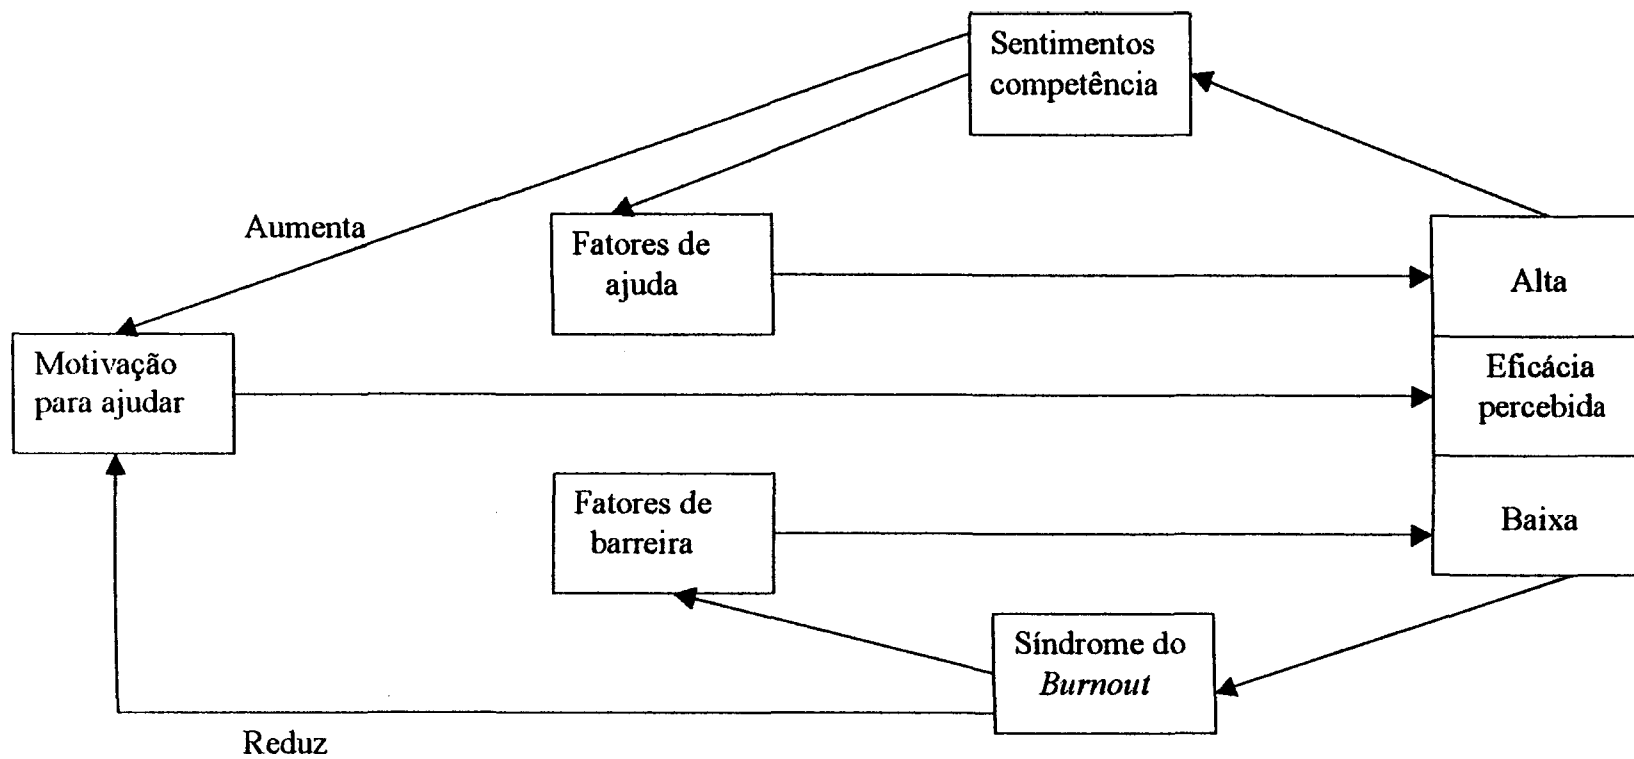 Sentimentos
competência
Aumenta
Fatores de
ajuda
Alta
Motivação
para ajudar
Eficácia
percebida
Fatores de
barreira
Baixa
Síndrome do
Burnout
Reduz